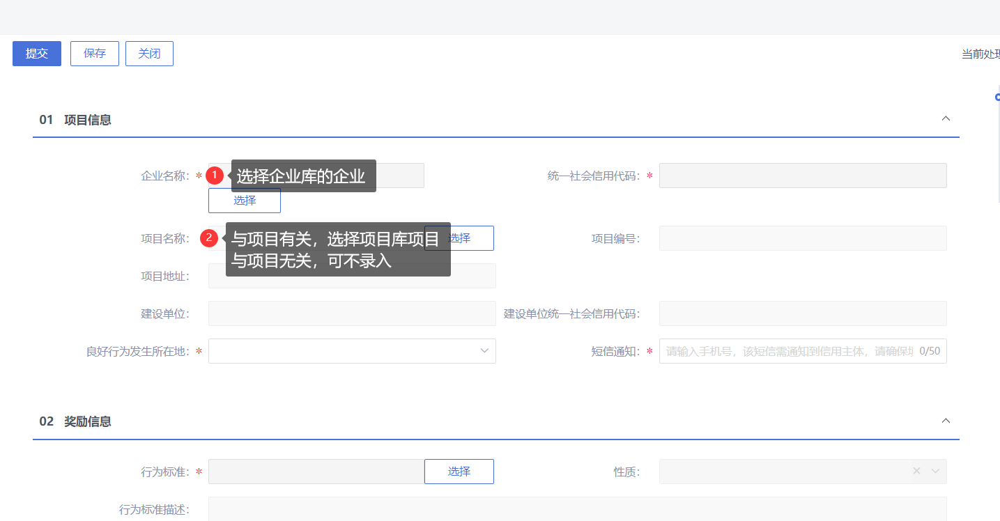 提交 保存 关闭 当前处理
01 项目信息
企业名称：* 1 选择企业库的企业 统一社会信用代码：*
选择
项目名称： 2 与项目有关，选择项目库项目 选择 项目编号：
与项目无关，可不录入
项目地址：
建设单位： 建设单位统一社会信用代码：
良好行为发生所在地：* 短信通知：* 请输入手机号，该短信需通知到信用主体，请确保 0/50
02 奖励信息
行为标准：* 选择 性质：
行为标准描述：